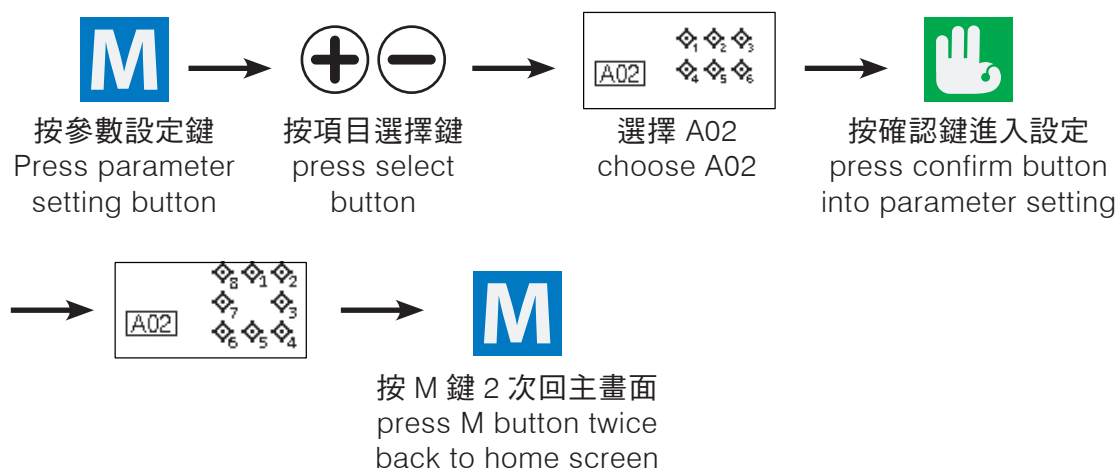 M
按參數設定鍵
Press parameter
setting button
按項目選擇鍵
press select
button
1 2 3
A02
4 5 6
選擇 A02
choose A02
按確認鍵進入設定
press confirm button
into parameter setting
8 1 2
7 3
A02
6 5 4
M
按 M 鍵 2 次回主畫面
press M button twice
back to home screen